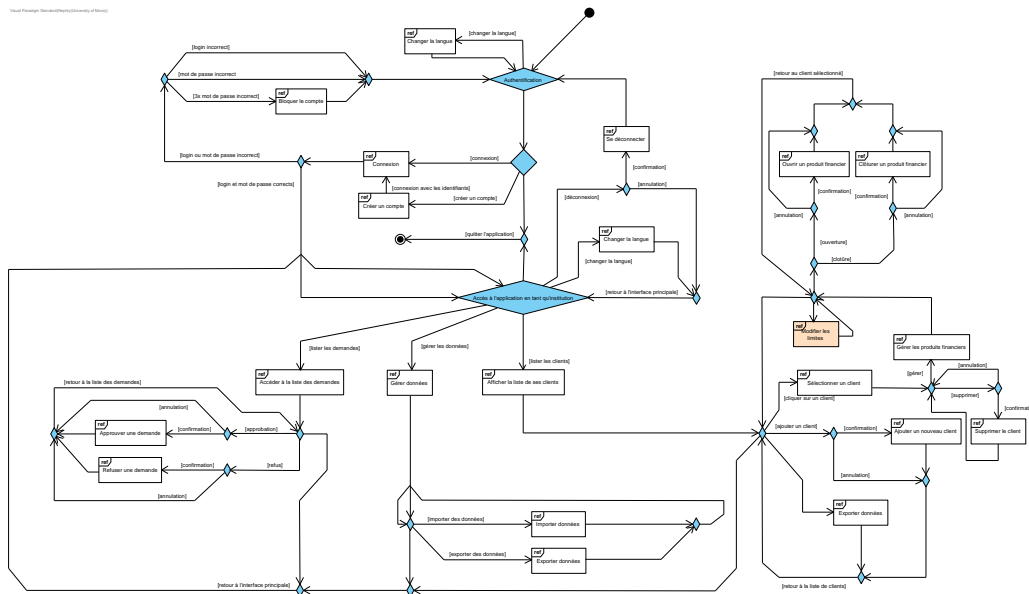 Visual Paradigm Standard(Nephty(University of Mons))
ref
Changer la langue
[changer la langue]
[login incorrect]
[mot de passe incorrect
[3x mot de passe incorrect]
ref
Bloquer le compte
Authentification
[retour au client sélectionné]
ref
Se déconnecter
[login ou mot de passe incorrect]
ref
Connexion
[connexion]
[confirmation]
ref
Ouvrir un produit financier
ref
Clôturer un produit financier
[login et mot de passe corrects]
[connexion avec les identifiants]
ref
Créer un compte
[créer un compte]
[déconnexion]
[annulation]
[confirmation]
[confirmation]
[annulation]
[annulation]
[quitter l'application]
ref
Changer la langue
[changer la langue]
[ouverture]
[clotûre]
Accès à l'application en tant qu'institution
[retour à l'interface principale]
ref
Modifier les
limites
[lister les demandes]
[gérer les données]
[lister les clients]
ref
Gérer les produits financiers
ref
Accéder à la liste des demandes
ref
Gérer données
ref
Afficher la liste de ses clients
ref
Sélectionner un client
[gérer]
[annulation]
[supprimer]
[retour à la liste des demandes]
[cliquer sur un client]
[annulation]
[confirmat
ref
Approuver une demande
[confirmation]
[approbation]
[ajouter un client]
[confirmation]
ref
Ajouter un nouveau client
ref
Supprimer le client
ref
Refuser une demande
[confirmation]
[refus]
[annulation]
[annulation]
ref
Exporter données
[importer des données]
ref
Importer données
[exporter des données]
ref
Exporter données
[retour à l'interface principale]
[retour à la liste de clients]